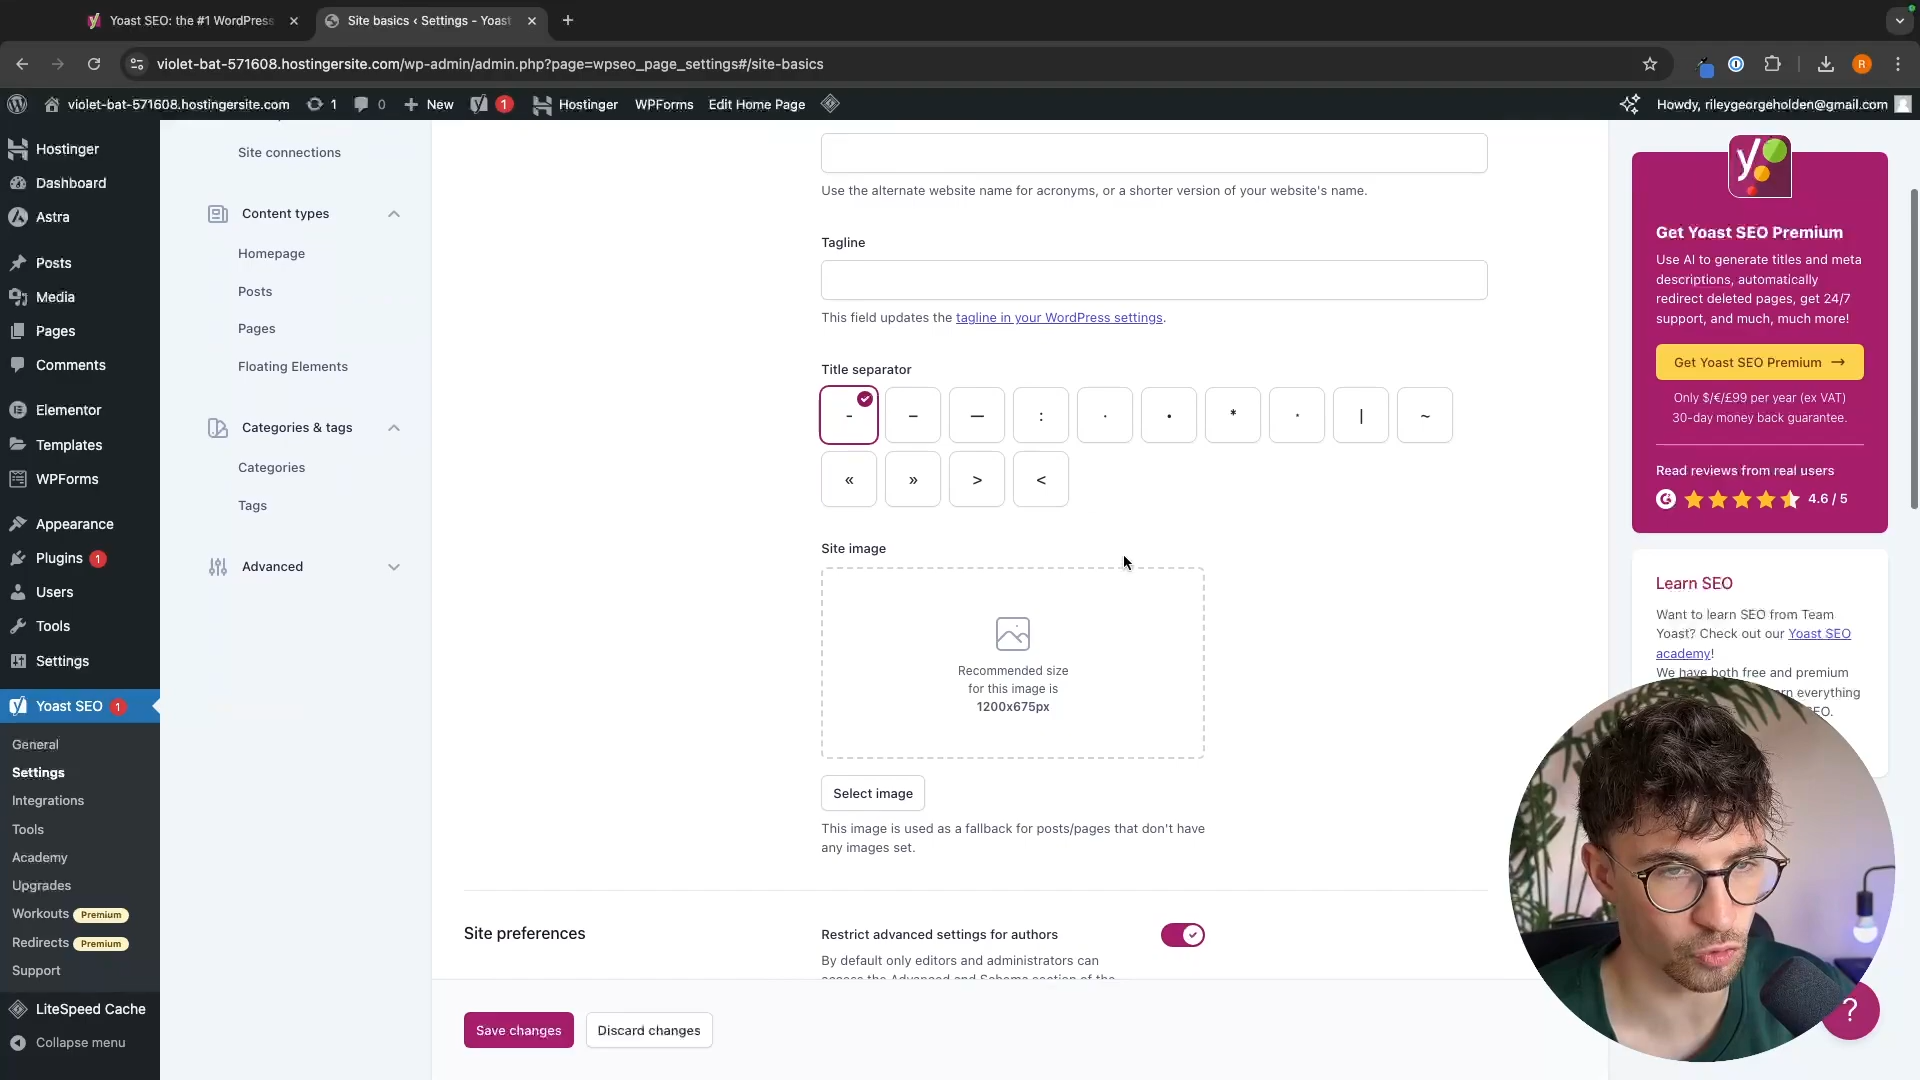 Yoast SEO: the #1 WordPress
Site basics ‹ Settings - Yoast
violet-bat-571608.hostingersite.com/wp-admin/admin.php?page=wpseo_page_settings#/site-basics
R
violet-bat-571608.hostingersite.com
1
0
New
1
Hostinger
WPForms
Edit Home Page
Howdy, rileygeorgeholden@gmail.com
Hostinger
Dashboard
Astra
Posts
Media
Pages
Comments
Elementor
Templates
WPForms
Appearance
Plugins 1
Users
Tools
Settings
Yoast SEO 1
General
Settings
Integrations
Tools
Academy
Upgrades
Workouts Premium
Redirects Premium
Support
LiteSpeed Cache
Collapse menu
Site connections
Content types
Homepage
Posts
Pages
Floating Elements
Categories & tags
Categories
Tags
Advanced
Use the alternate website name for acronyms, or a shorter version of your website's name.
Tagline
This field updates the tagline in your WordPress settings.
Title separator
- – — : · • * ⋆ | ~
« » > <
Site image
Recommended size
for this image is
1200x675px
Select image
This image is used as a fallback for posts/pages that don't have
any images set.
Site preferences
Restrict advanced settings for authors
By default only editors and administrators can
access the Advanced and Schema section of the
Save changes
Discard changes
y
Get Yoast SEO Premium
Use AI to generate titles and meta
descriptions, automatically
redirect deleted pages, get 24/7
support, and much, much more!
Get Yoast SEO Premium →
Only $/€/£99 per year (ex VAT)
30-day money back guarantee.
Read reviews from real users
4.6 / 5
Learn SEO
Want to learn SEO from Team
Yoast? Check out our Yoast SEO
academy!
We have both free and premium
everything
SEO.
?